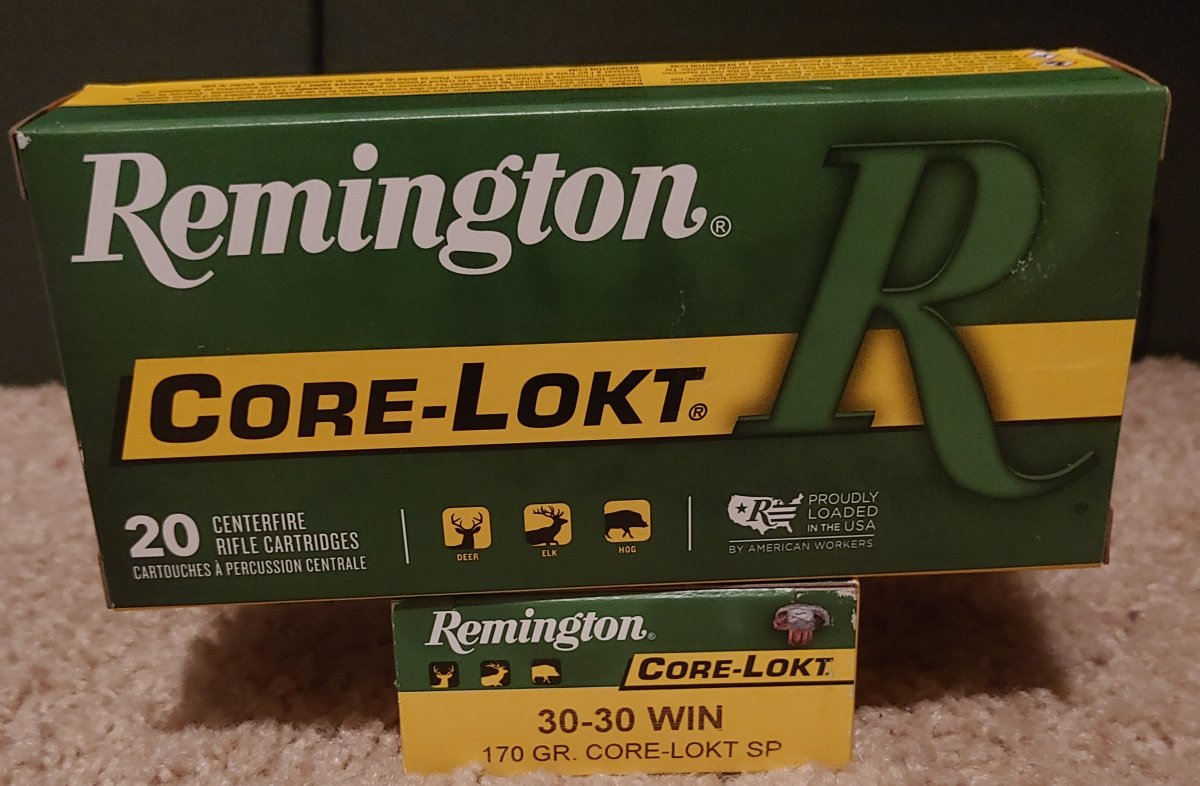 Remington®
CORE-LOKT®
20 CENTERFIRE
RIFLE CARTRIDGES
CARTOUCHES À PERCUSSION CENTRALE
DEER
ELK
HOG
R
PROUDLY
LOADED
IN THE USA
BY AMERICAN WORKERS
R
Remington®
CORE-LOKT
30-30 WIN
170 GR. CORE-LOKT SP